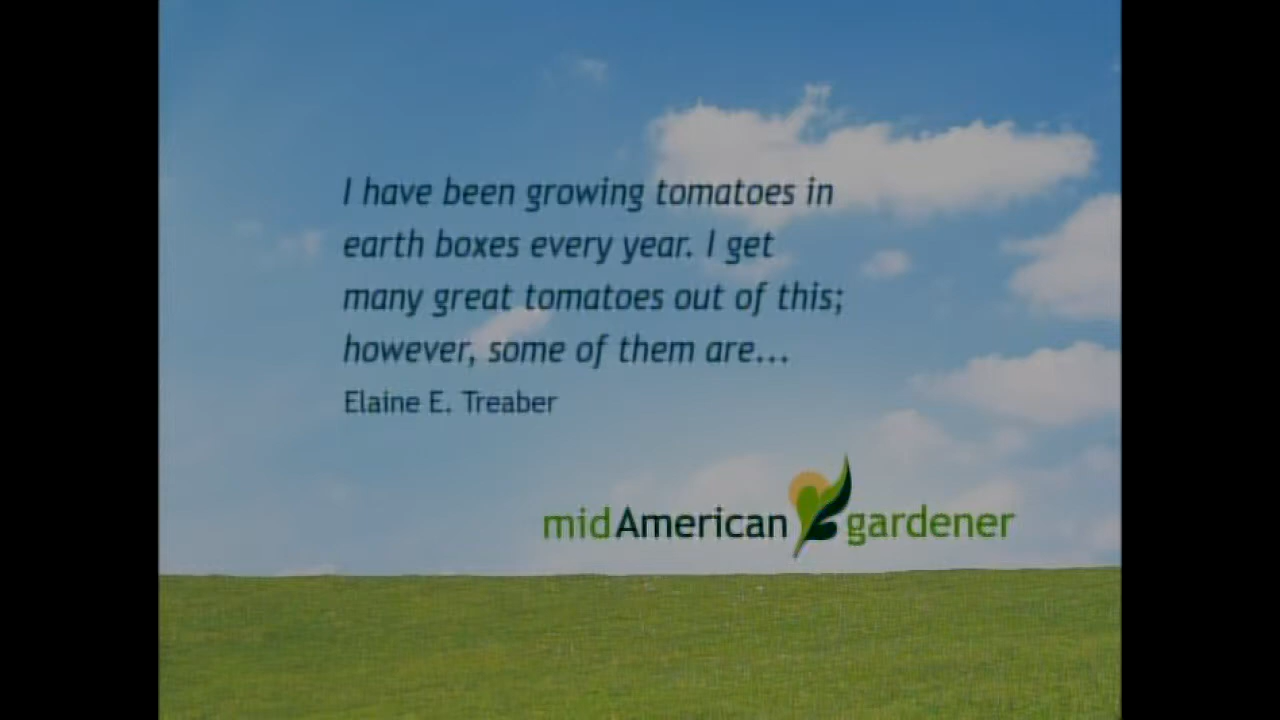 I have been growing tomatoes in
earth boxes every year. I get
many great tomatoes out of this;
however, some of them are...
Elaine E. Treaber
midAmerican gardener